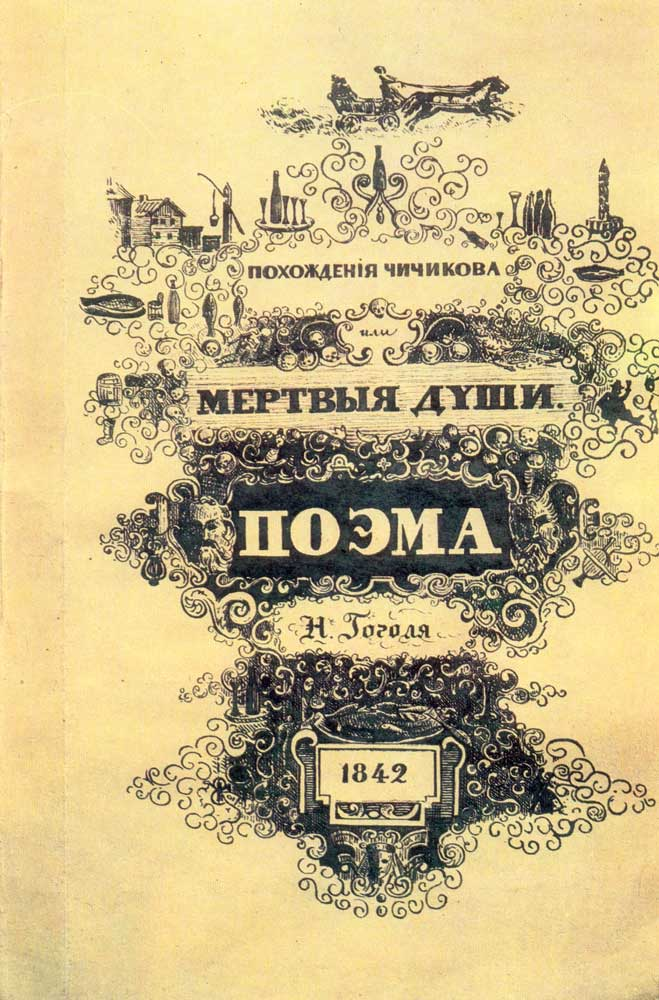 ПОХОЖДЕНІЯ ЧИЧИКОВА
или
МЕРТВЫЯ ДУШИ.
ПОЭМА
Н. Гоголя
1842